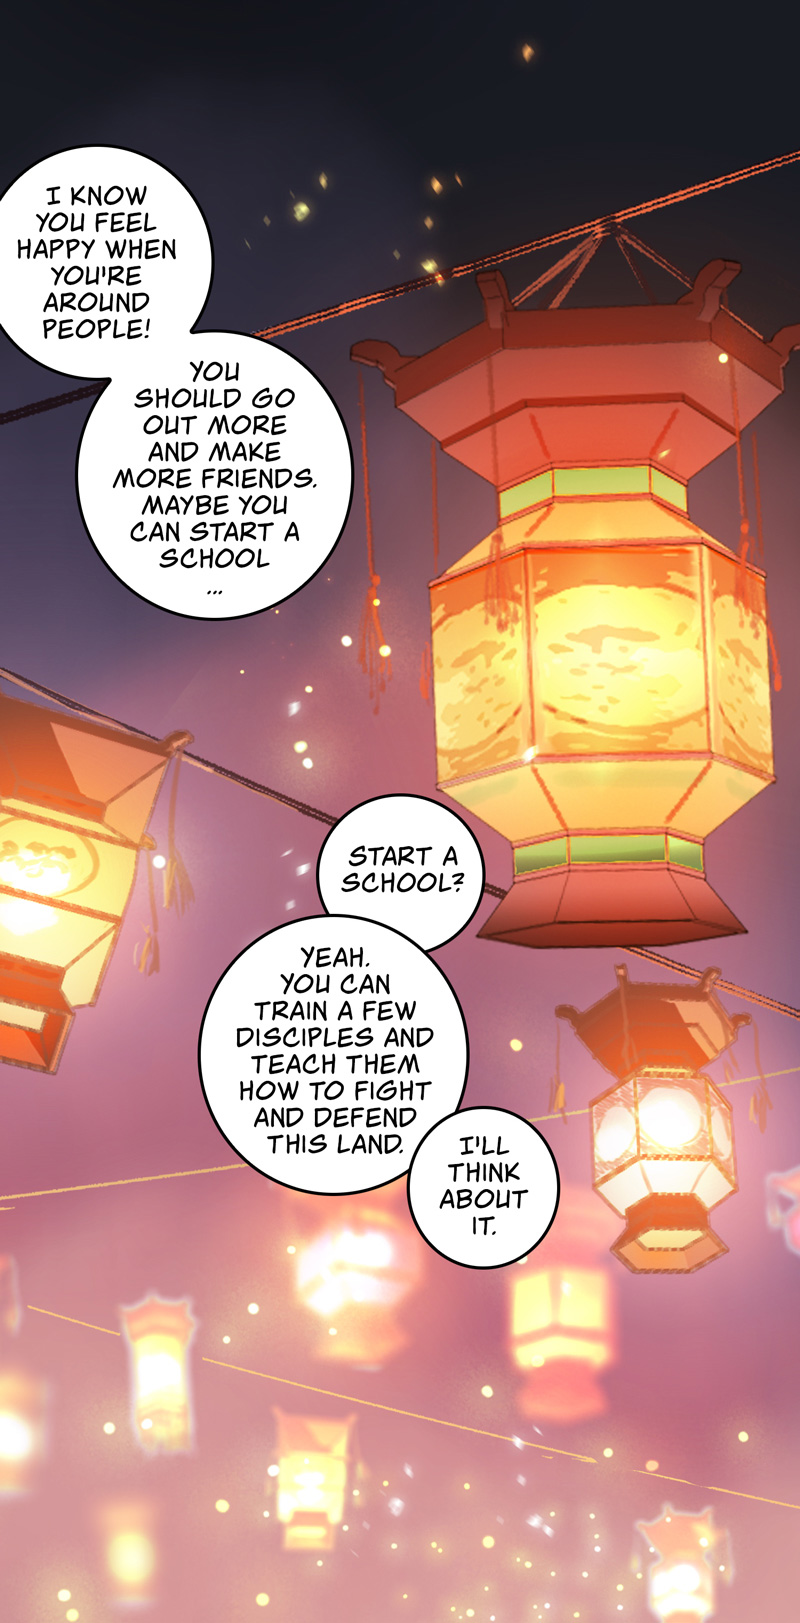 I KNOW
YOU FEEL
HAPPY WHEN
YOU'RE
AROUND
PEOPLE!
YOU
SHOULD GO
OUT MORE
AND MAKE
MORE FRIENDS.
MAYBE YOU
CAN START A
SCHOOL
...
START A
SCHOOL?
YEAH.
YOU CAN
TRAIN A FEW
DISCIPLES AND
TEACH THEM
HOW TO FIGHT
AND DEFEND
THIS LAND.
I'LL
THINK
ABOUT
IT.